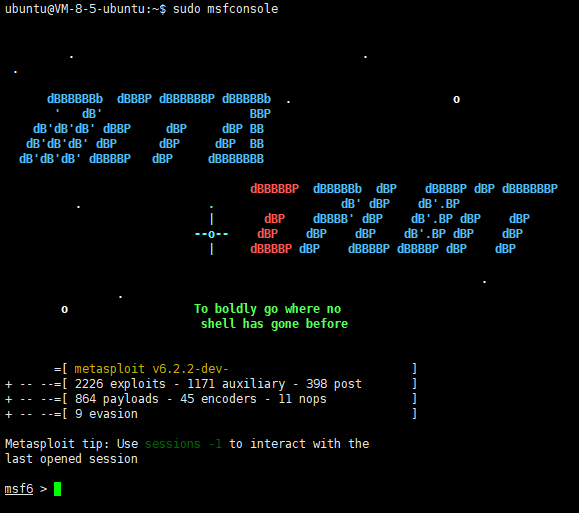 ubuntu@VM-8-5-ubuntu:~$ sudo msfconsole
.                                         .
.
dBBBBBBb  dBBBP dBBBBBBP dBBBBBb  .                       o
'   dB'                     BBP
dB'dB'dB' dBBP     dBP     dBP BB
dB'dB'dB' dBP      dBP     dBP  BB
dB'dB'dB' dBBBBP   dBP     dBBBBBBB
dBBBBBP  dBBBBBb  dBP    dBBBBP dBP dBBBBBBP
.                  .                  dB' dBP    dB'.BP
|       dBP    dBBBB' dBP    dB'.BP dBP    dBP
--o--    dBP    dBP    dBP    dB'.BP dBP    dBP
|     dBBBBP dBP    dBBBBP dBBBBP dBP    dBP
.
.
o                  To boldly go where no
shell has gone before
=[ metasploit v6.2.2-dev-                          ]
+ -- --=[ 2226 exploits - 1171 auxiliary - 398 post       ]
+ -- --=[ 864 payloads - 45 encoders - 11 nops            ]
+ -- --=[ 9 evasion                                       ]
Metasploit tip: Use sessions -1 to interact with the
last opened session
msf6 >